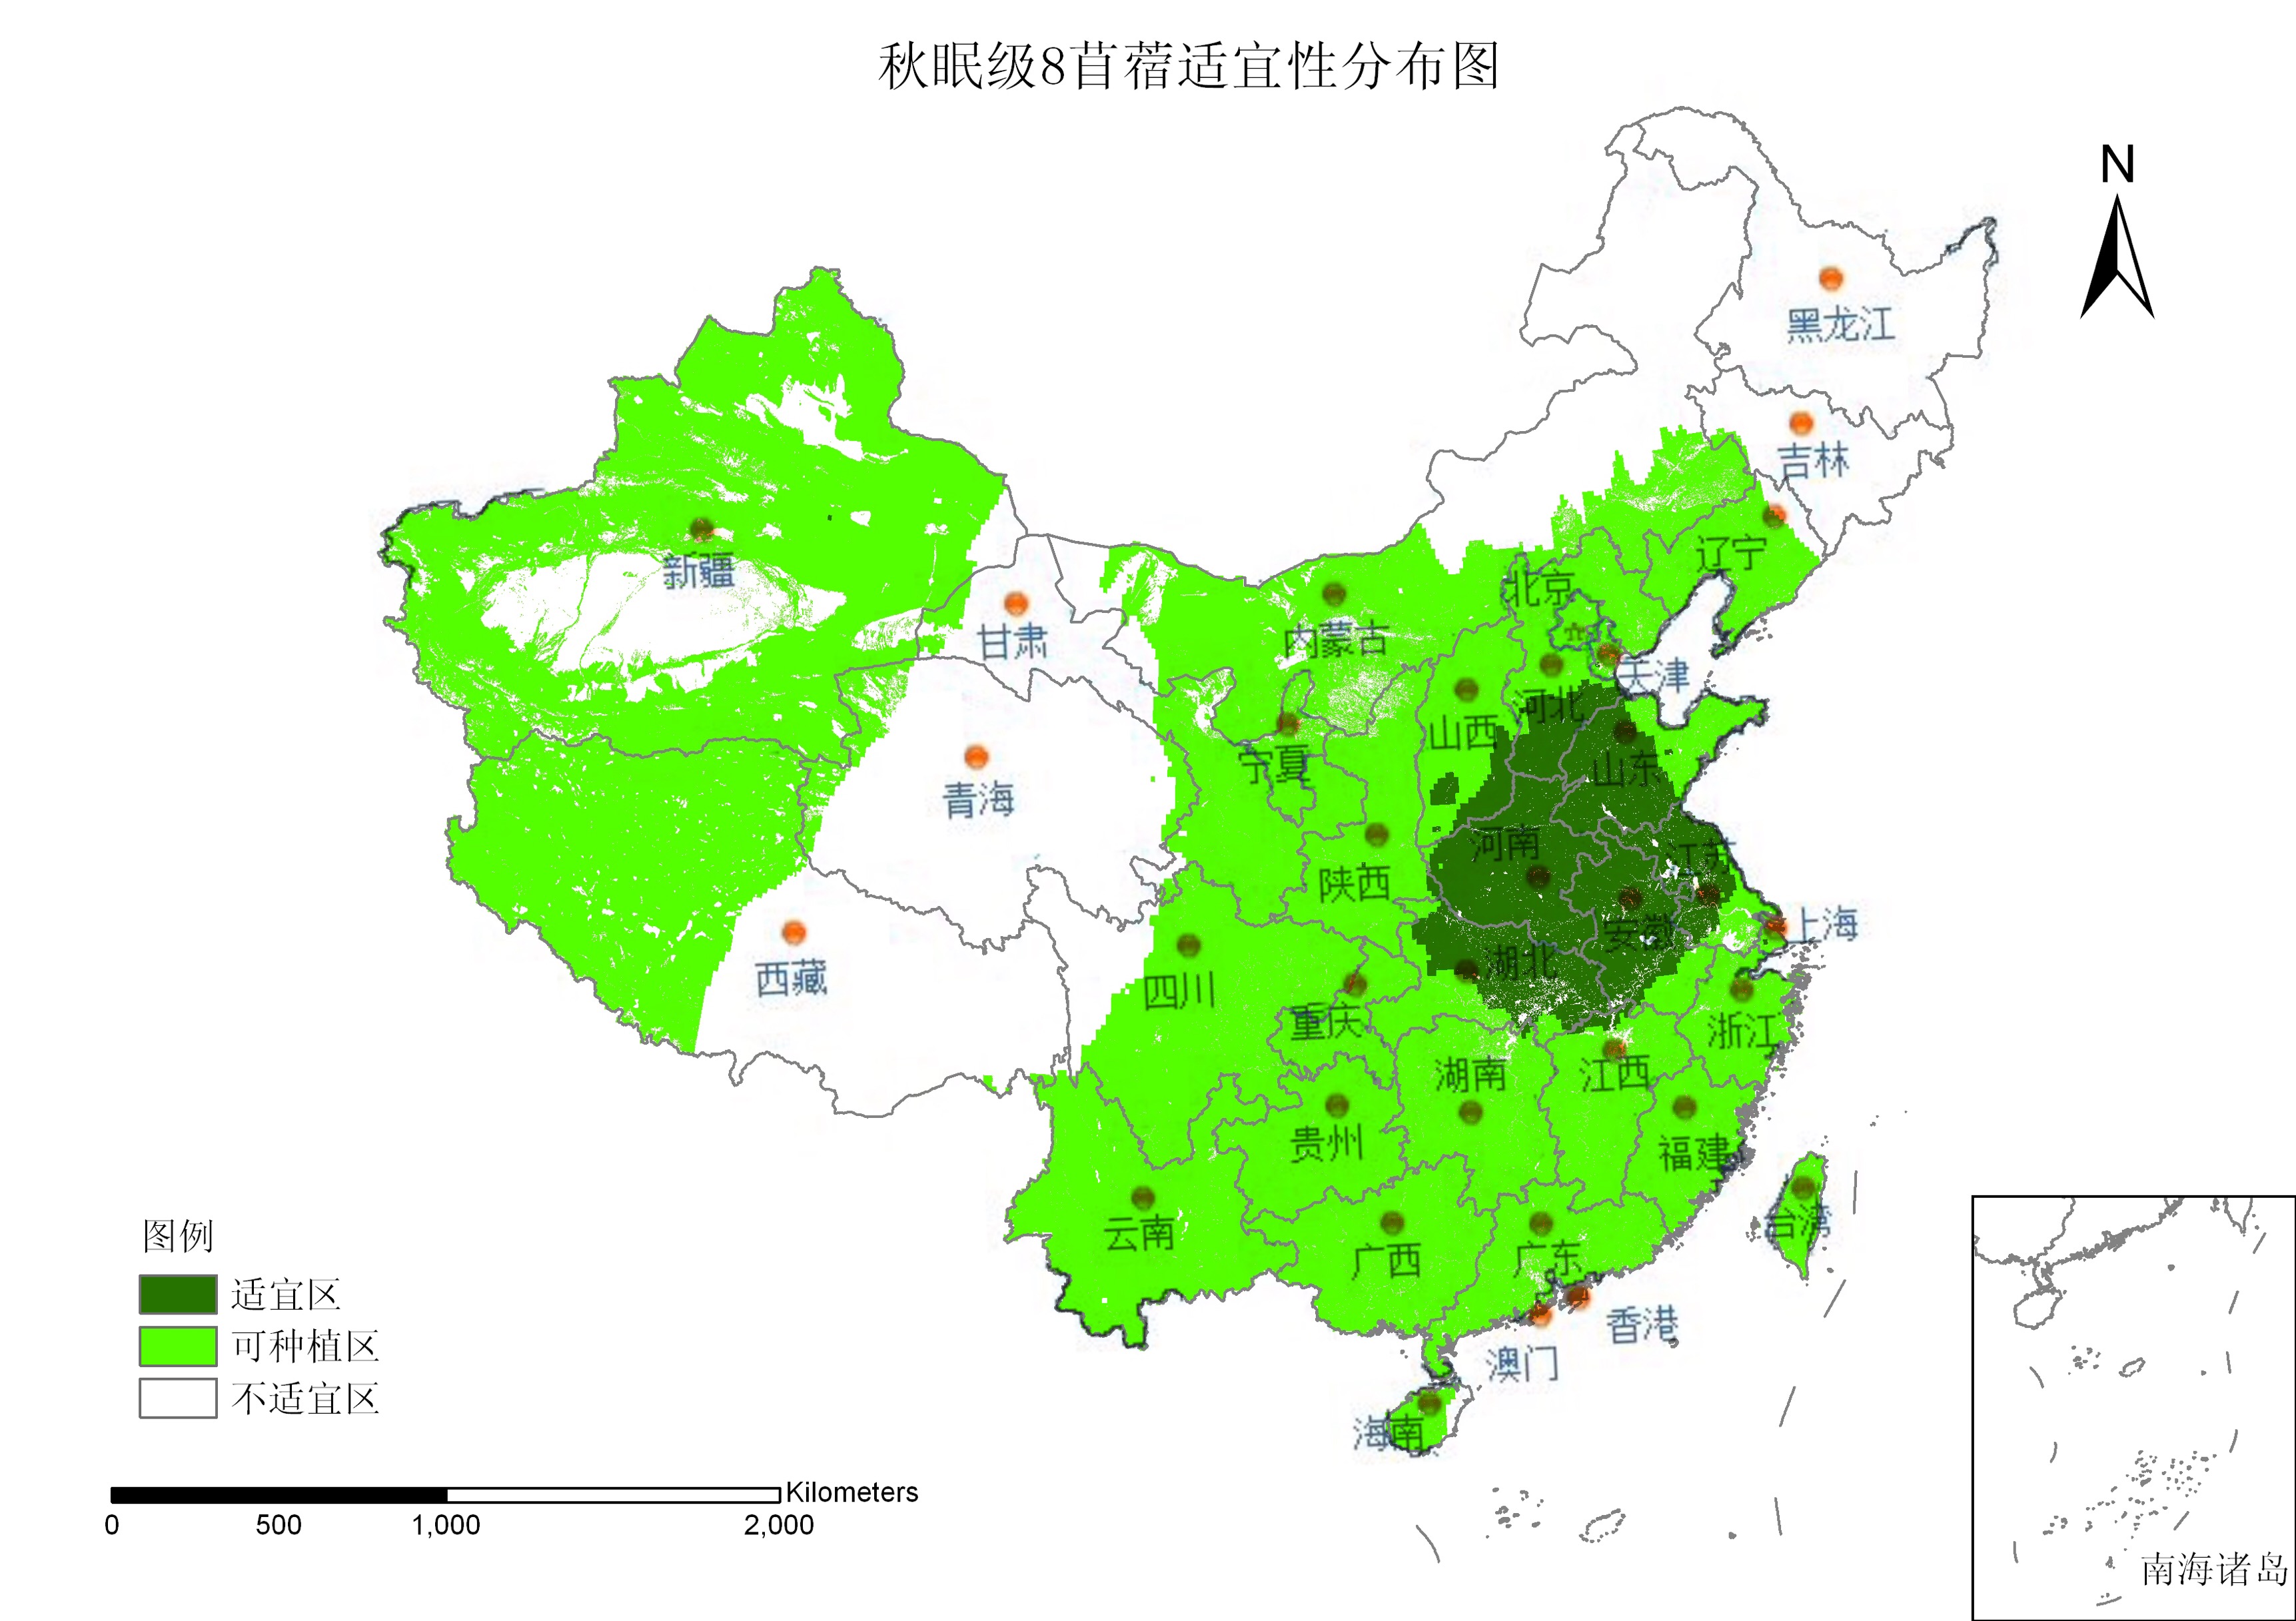 秋眠级8苜蓿适宜性分布图
N
黑龙江
吉林
辽宁
新疆
北京
甘肃
内蒙古
天津
河北
山西
宁夏
山东
青海
河南
江苏
陕西
上海
安徽
湖北
西藏
四川
重庆
浙江
湖南
江西
贵州
福建
云南
台湾
广西
广东
香港
澳门
海南
图例
适宜区
可种植区
不适宜区
Kilometers
0 500 1,000 2,000
南海诸岛